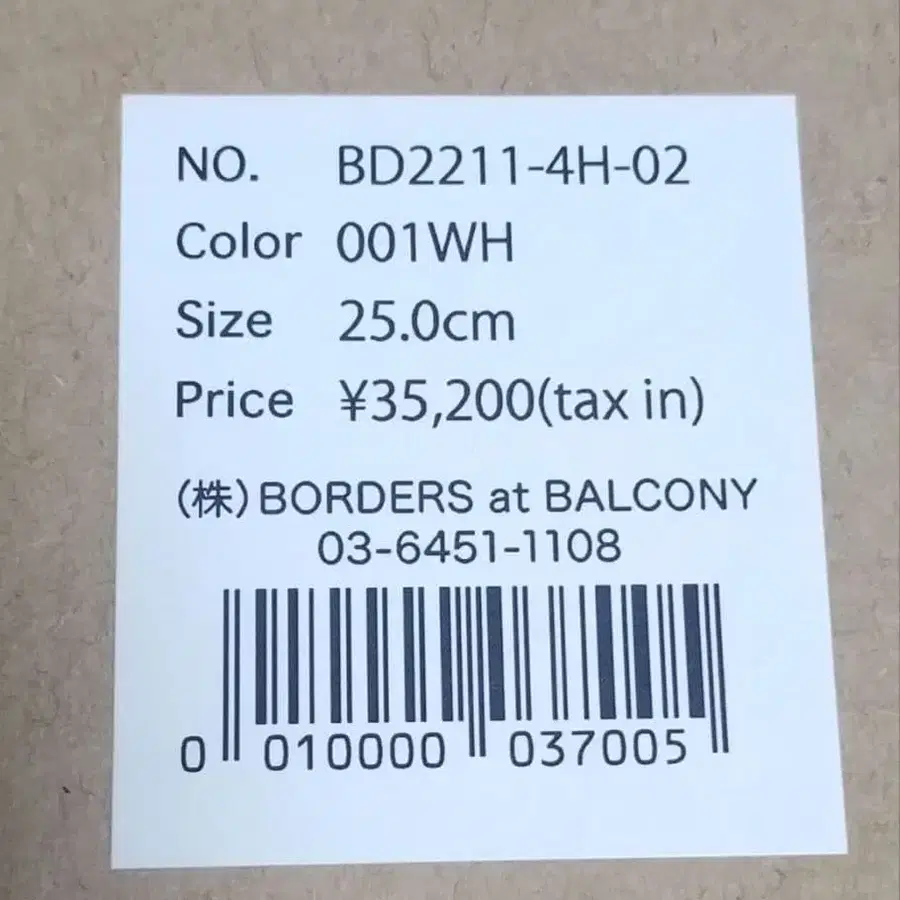 NO. BD2211-4H-02
Color 001WH
Size 25.0cm
Price ¥35,200(tax in)
(株)BORDERS at BALCONY
03-6451-1108
0 010000 037005